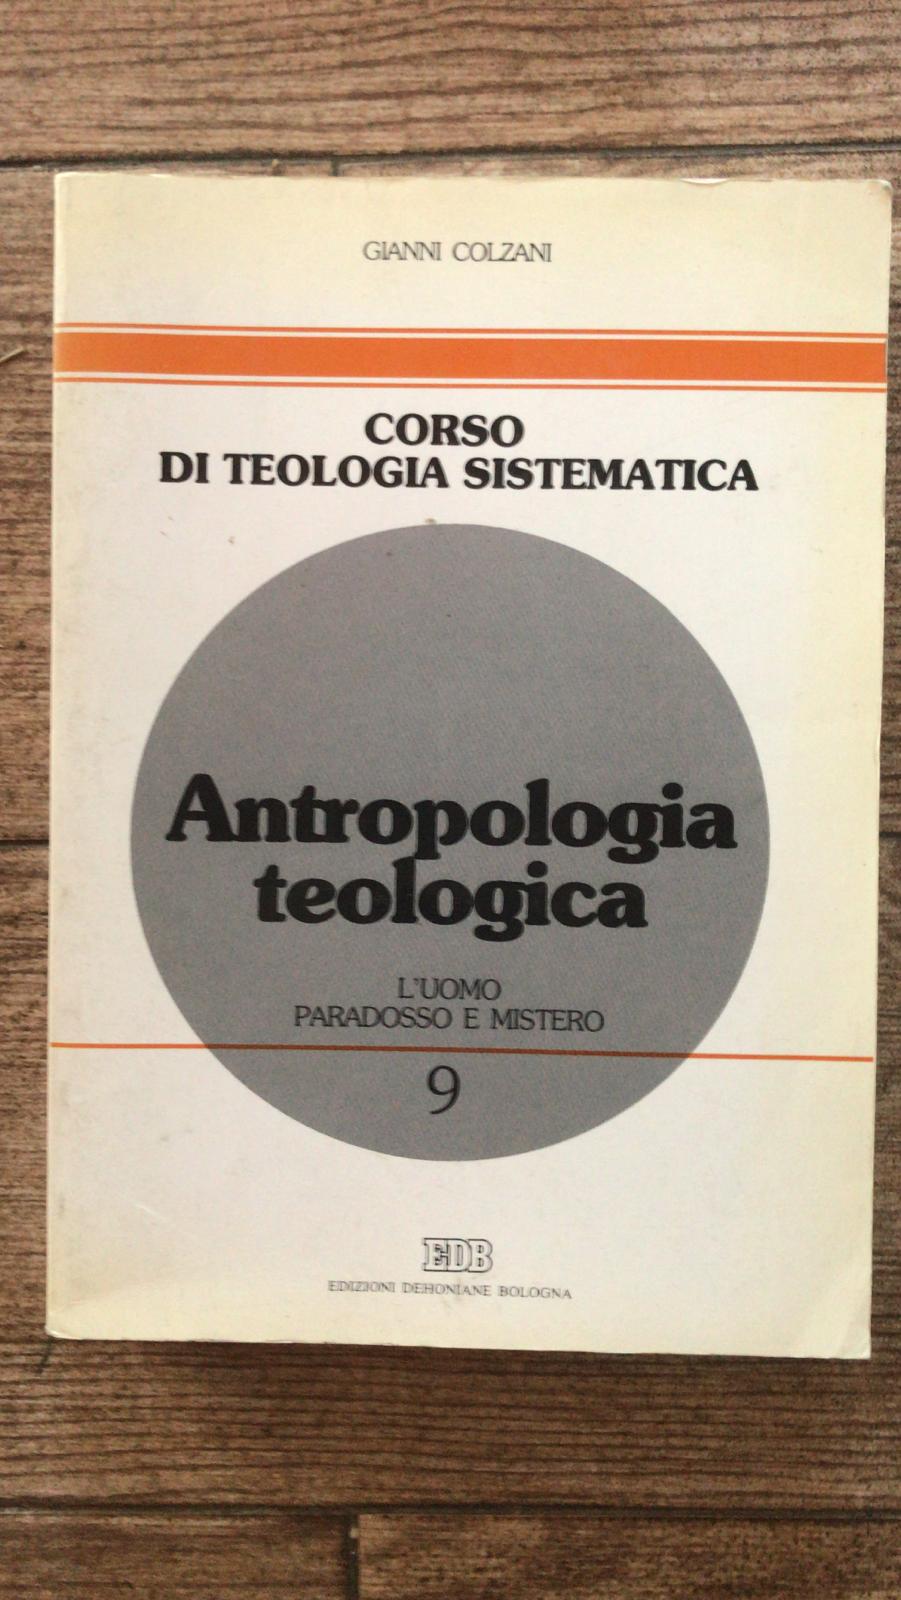 GIANNI COLZANI
CORSO
DI TEOLOGIA SISTEMATICA
Antropologia
teologica
L'UOMO
PARADOSSO E MISTERO
9
EDB
EDIZIONI DEHONIANE BOLOGNA